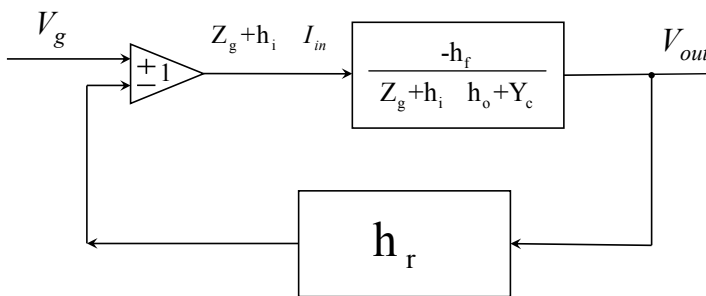 V_g
Z_g+h_i I_in
+
1
−
-h_f
Z_g+h_i h_o+Y_c
V_out
h_r